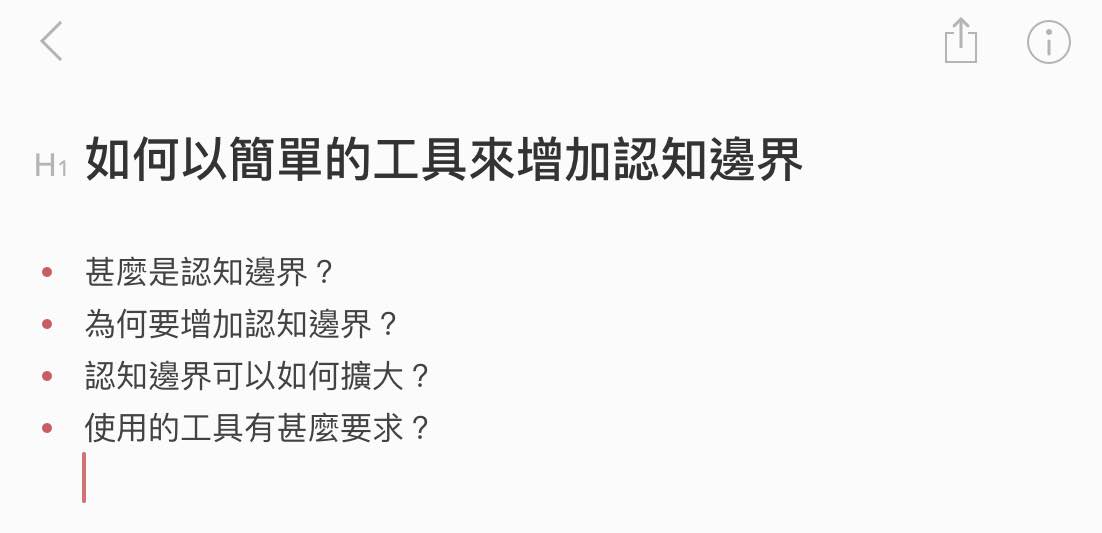 H1 如何以簡單的工具來增加認知邊界
• 甚麼是認知邊界？
• 為何要增加認知邊界？
• 認知邊界可以如何擴大？
• 使用的工具有甚麼要求？